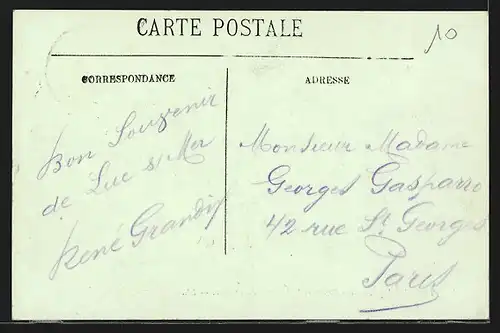 CARTE POSTALE
10
CORRESPONDANCE
ADRESSE
Bon Souvenir
de Luc s/Mer
René Grandiy
Monsieur Madame
Georges Gasparro
42 rue St Georges
Paris